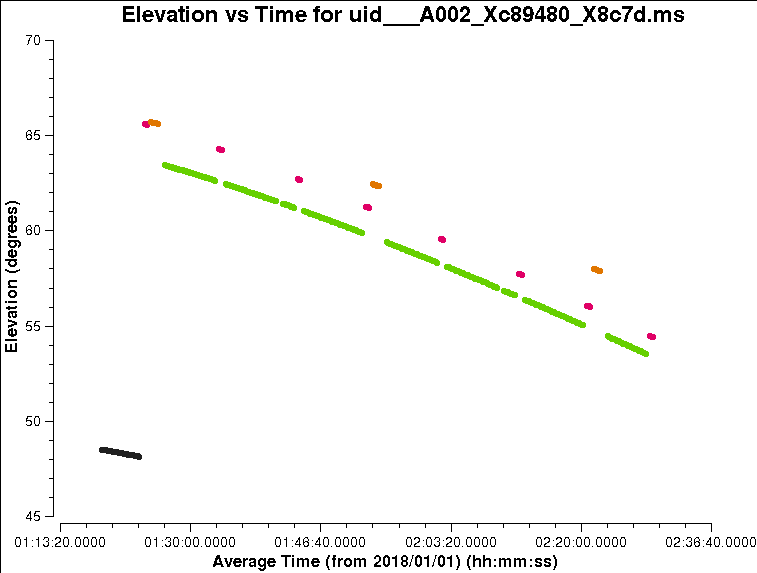 Elevation vs Time for uid___A002_Xc89480_X8c7d.ms
70
65
60
55
50
45
Elevation (degrees)
01:13:20.0000 01:30:00.0000 01:46:40.0000 02:03:20.0000 02:20:00.0000 02:36:40.0000
Average Time (from 2018/01/01) (hh:mm:ss)